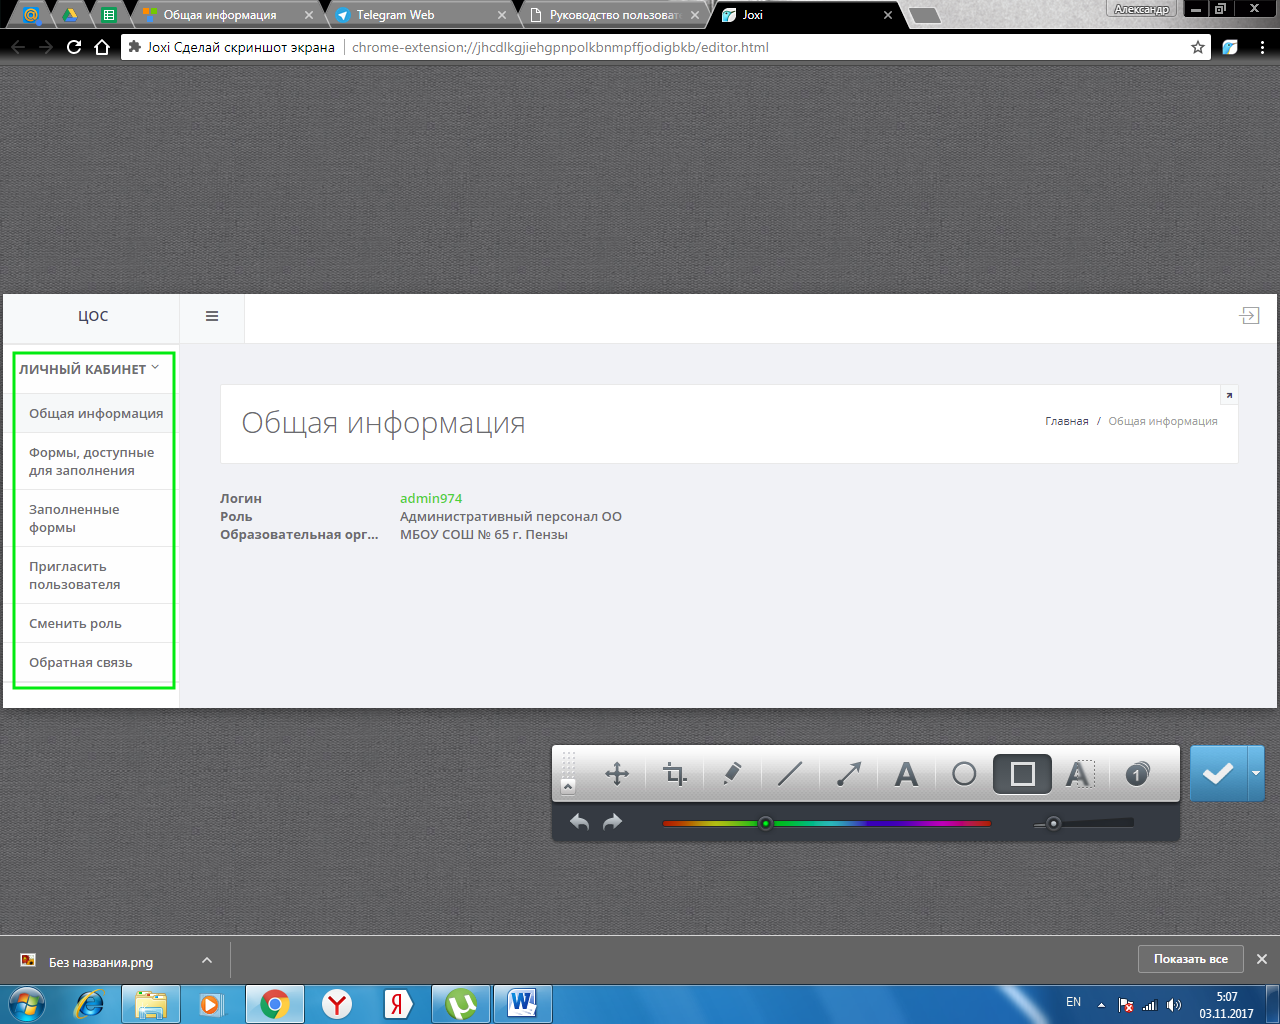 Общая информация
Telegram Web
Руководство пользоват
Joxi
Александр
Joxi Сделай скриншот экрана
chrome-extension://jhcdlkgjiehgpnpolkbnmpffjodigbkb/editor.html
ЦОС
ЛИЧНЫЙ КАБИНЕТ
Общая информация
Формы, доступные
для заполнения
Заполненные
формы
Пригласить
пользователя
Сменить роль
Обратная связь
Общая информация
Главная / Общая информация
Логин admin974
Роль Административный персонал ОО
Образовательная орг... МБОУ СОШ № 65 г. Пензы
A
A
1
Без названия.png
Показать все
EN
5:07
03.11.2017